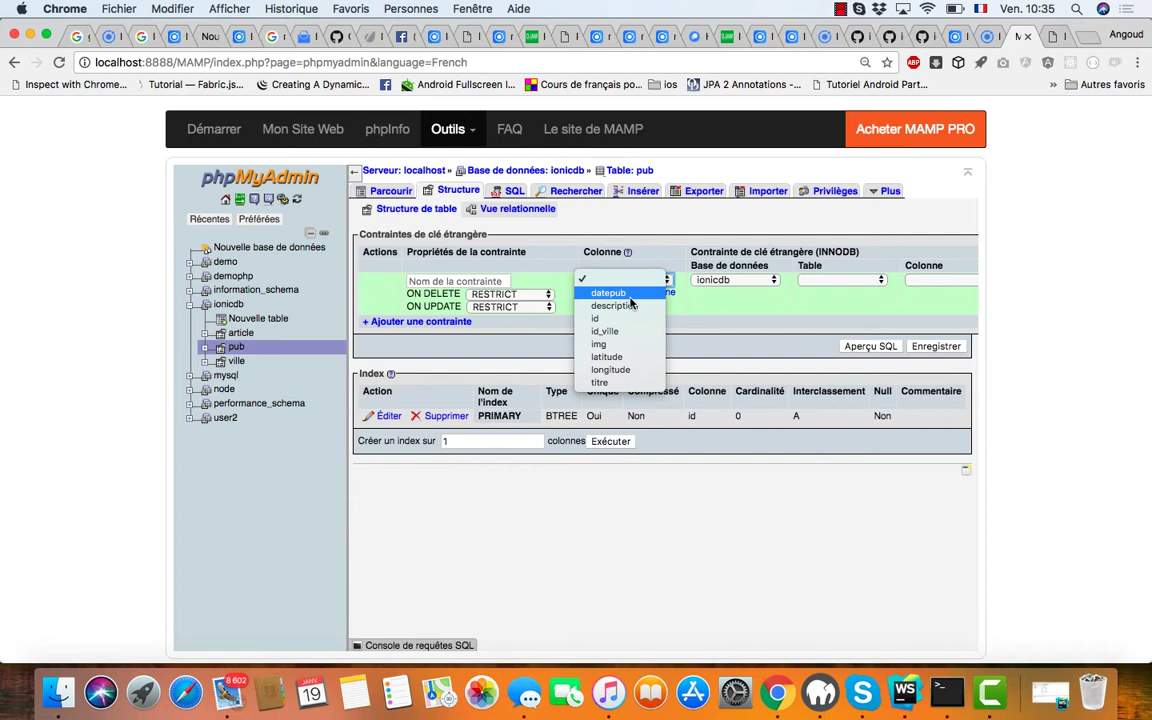 Chrome Fichier Modifier Afficher Historique Favoris Personnes Fenêtre Aide Ven. 10:35
Nou Angoud
localhost:8888/MAMP/index.php?page=phpmyadmin&language=French
Inspect with Chrome... Tutorial — Fabric.js... Creating A Dynamic... Android Fullscreen I... Cours de français po... ios JPA 2 Annotations -... Tutoriel Android Part... » Autres favoris
Démarrer Mon Site Web phpInfo Outils FAQ Le site de MAMP Acheter MAMP PRO
phpMyAdmin
Récentes Préférées
Nouvelle base de données
demo
demophp
information_schema
ionicdb
Nouvelle table
article
pub
ville
mysql
node
performance_schema
user2
Serveur: localhost » Base de données: ionicdb » Table: pub
Parcourir Structure SQL Rechercher Insérer Exporter Importer Privilèges Plus
Structure de table Vue relationnelle
Contraintes de clé étrangère
Actions Propriétés de la contrainte Colonne Contrainte de clé étrangère (INNODB)
Base de données Table Colonne
Nom de la contrainte ionicdb
ON DELETE RESTRICT
ON UPDATE RESTRICT
✓
datepub
description
id
id_ville
img
latitude
longitude
titre
+ Ajouter une contrainte
Aperçu SQL Enregistrer
Index
Action Nom de l'index Type Unique Compressé Colonne Cardinalité Interclassement Null Commentaire
Éditer Supprimer PRIMARY BTREE Oui Non id 0 A Non
Créer un index sur 1 colonnes Exécuter
Console de requêtes SQL
8 602
JAN
19
WS